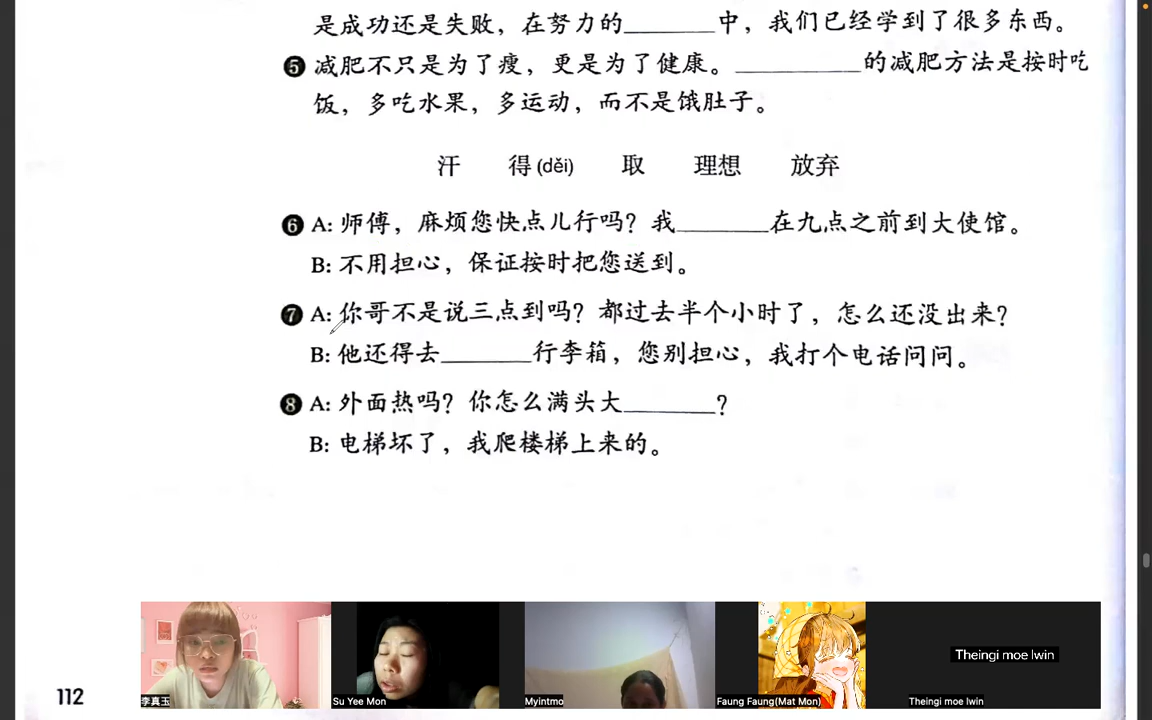 是成功还是失败，在努力的_______中，我们已经学到了很多东西。
❺ 减肥不只是为了瘦，更是为了健康。_________的减肥方法是按时吃
饭，多吃水果，多运动，而不是饿肚子。
汗 得(děi) 取 理想 放弃
❻ A: 师傅，麻烦您快点儿行吗？我_______在九点之前到大使馆。
B: 不用担心，保证按时把您送到。
❼ A: 你哥不是说三点到吗？都过去半个小时了，怎么还没出来？
B: 他还得去_______行李箱，您别担心，我打个电话问问。
❽ A: 外面热吗？你怎么满头大_______？
B: 电梯坏了，我爬楼梯上来的。
Theingi moe lwin
李真玉 Su Yee Mon Myintmo Faung Faung(Mat Mon) Theingi moe lwin
112